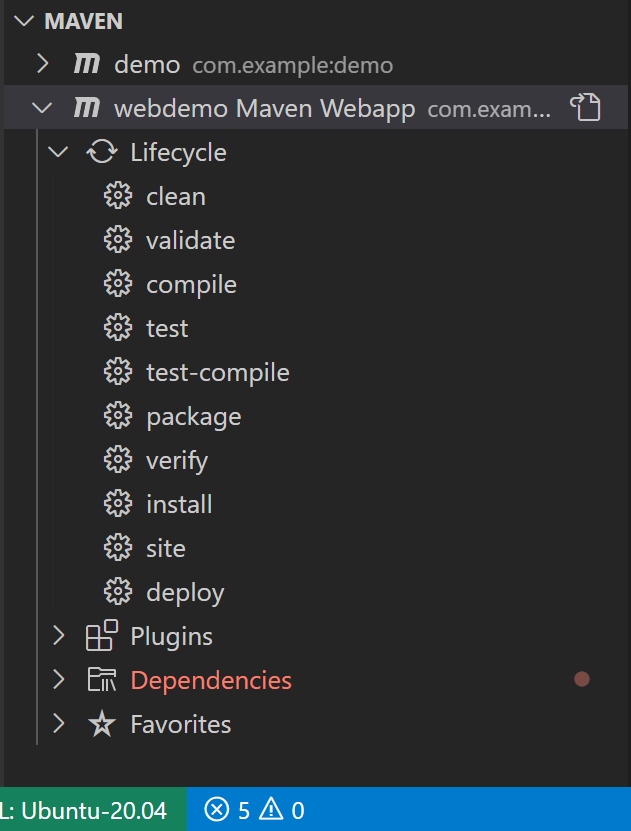 MAVEN
demo com.example:demo
webdemo Maven Webapp com.exam...
Lifecycle
clean
validate
compile
test
test-compile
package
verify
install
site
deploy
Plugins
Dependencies
Favorites
L: Ubuntu-20.04 5 0